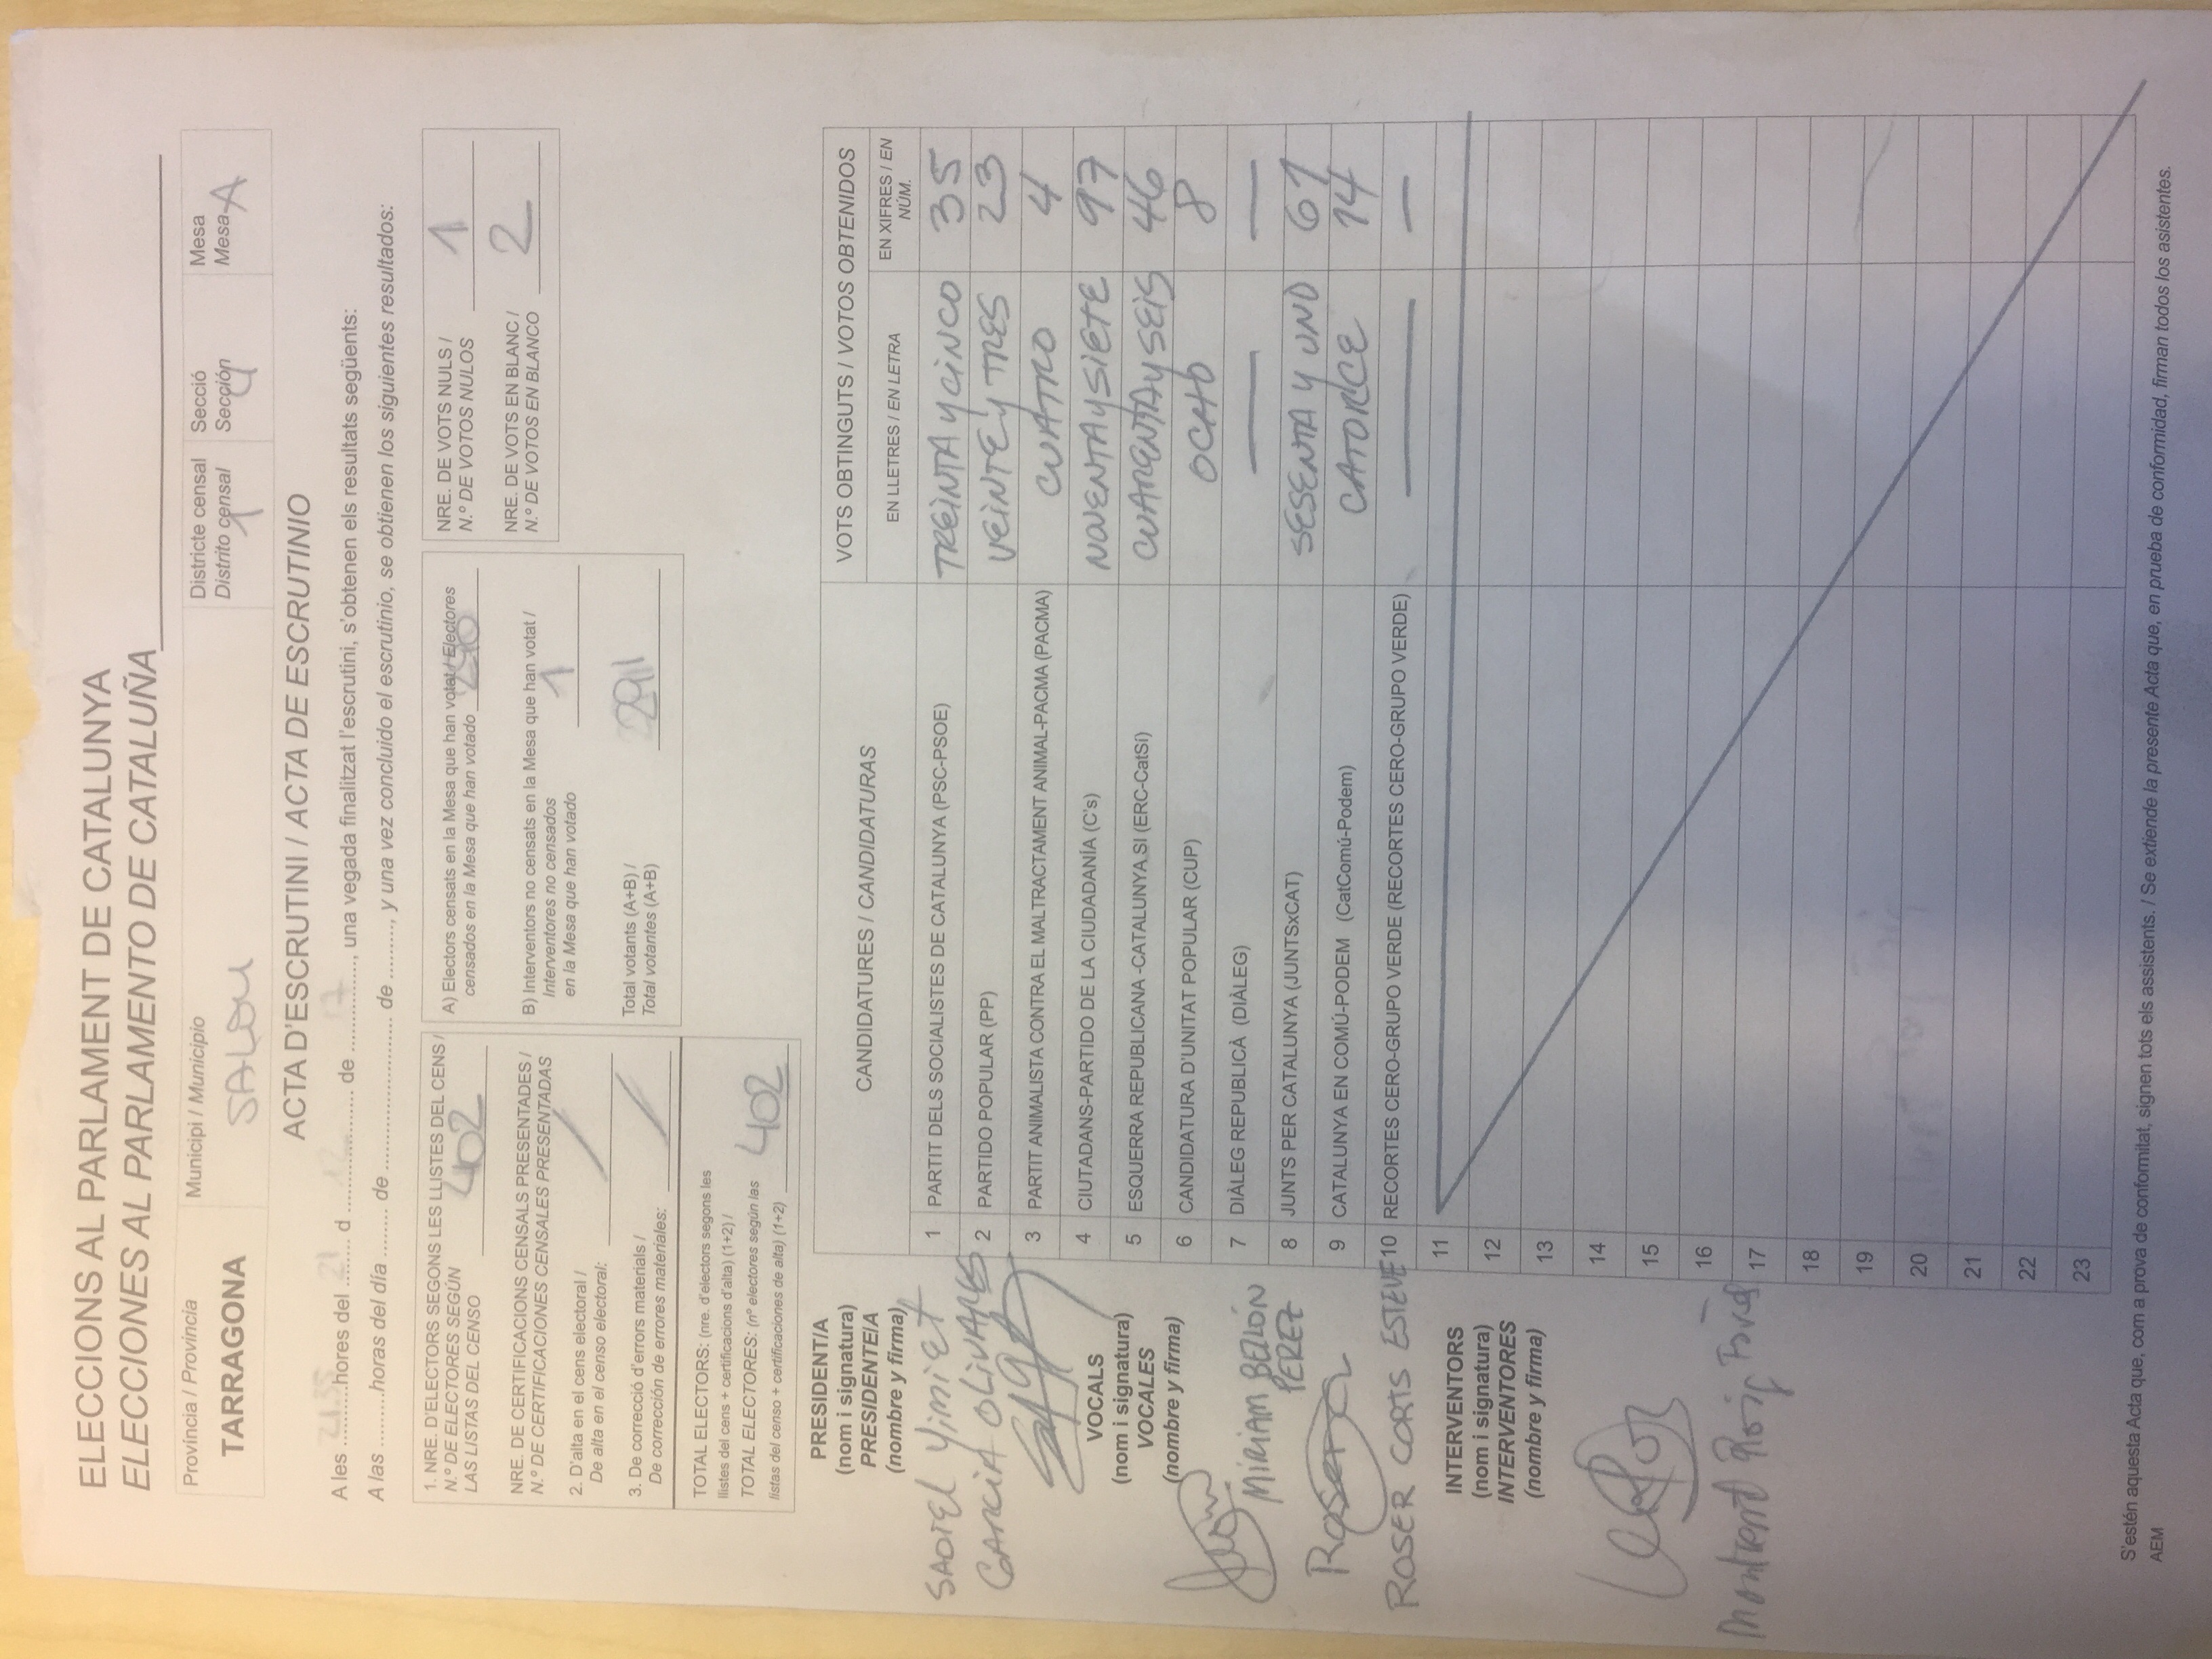 ELECCIONS AL PARLAMENT DE CATALUNYA
ELECCIONES AL PARLAMENTO DE CATALUÑA
Província / Provincia
TARRAGONA
Municipi / Municipio
SALOU
Districte censal
Distrito censal
1
Secció
Sección
4
Mesa
Mesa A
ACTA D'ESCRUTINI / ACTA DE ESCRUTINIO
A les 21.35 hores del 21 d 12 de 17, una vegada finalitzat l'escrutini, s'obtenen els resultats següents:
A las .........horas del día ........ de ........................... de ........., y una vez concluido el escrutinio, se obtienen los siguientes resultados:
1. NRE. D'ELECTORS SEGONS LES LLISTES DEL CENS /
N.º DE ELECTORES SEGÚN
LAS LISTAS DEL CENSO 402
NRE. DE CERTIFICACIONS CENSALS PRESENTADES /
N.º DE CERTIFICACIONES CENSALES PRESENTADAS
2. D'alta en el cens electoral /
De alta en el censo electoral: /
3. De correcció d'errors materials /
De corrección de errores materiales: /
TOTAL ELECTORS: (nre. d'electors segons les
llistes del cens + certificacions d'alta) (1+2) /
TOTAL ELECTORES: (nº electores según las
listas del censo + certificaciones de alta) (1+2) 402
A) Electors censats en la Mesa que han votat / Electores
censados en la Mesa que han votado 290
B) Interventors no censats en la Mesa que han votat /
Interventores no censados
en la Mesa que han votado 1
Total votants (A+B) /
Total votantes (A+B) 291
NRE. DE VOTS NULS /
N.º DE VOTOS NULOS 1
NRE. DE VOTS EN BLANC /
N.º DE VOTOS EN BLANCO 2
PRESIDENT/A
(nom i signatura)
PRESIDENTE/A
(nombre y firma)
SAOTEL YIMIET
GARCIA OLIVARES
VOCALS
(nom i signatura)
VOCALES
(nombre y firma)
MIRIAM BELLÓN
PEREZ
Roser
ROSER CORTS ESTEVE
INTERVENTORS
(nom i signatura)
INTERVENTORES
(nombre y firma)
Montserrat Roig
CANDIDATURES / CANDIDATURAS
VOTS OBTINGUTS / VOTOS OBTENIDOS
EN LLETRES / EN LETRA
EN XIFRES / EN NÚM.
1 PARTIT DELS SOCIALISTES DE CATALUNYA (PSC-PSOE) TREINTA Y CINCO 35
2 PARTIDO POPULAR (PP) VEINTE Y TRES 23
3 PARTIT ANIMALISTA CONTRA EL MALTRACTAMENT ANIMAL-PACMA (PACMA) CUATRO 4
4 CIUTADANS-PARTIDO DE LA CIUDADANÍA (C's) NOVENTA Y SIETE 97
5 ESQUERRA REPUBLICANA -CATALUNYA SI (ERC-CatSí) CUARENTA Y SEIS 46
6 CANDIDATURA D'UNITAT POPULAR (CUP) OCHO 8
7 DIÀLEG REPUBLICÀ (DIÀLEG) — —
8 JUNTS PER CATALUNYA (JUNTSxCAT) SESENTA Y UNO 61
9 CATALUNYA EN COMÚ-PODEM (CatComú-Podem) CATORCE 14
10 RECORTES CERO-GRUPO VERDE (RECORTES CERO-GRUPO VERDE) — —
11
12
13
14
15
16
17
18
19
20
21
22
23
S'estén aquesta Acta que, com a prova de conformitat, signen tots els assistents. / Se extiende la presente Acta que, en prueba de conformidad, firman todos los asistentes.
AEM